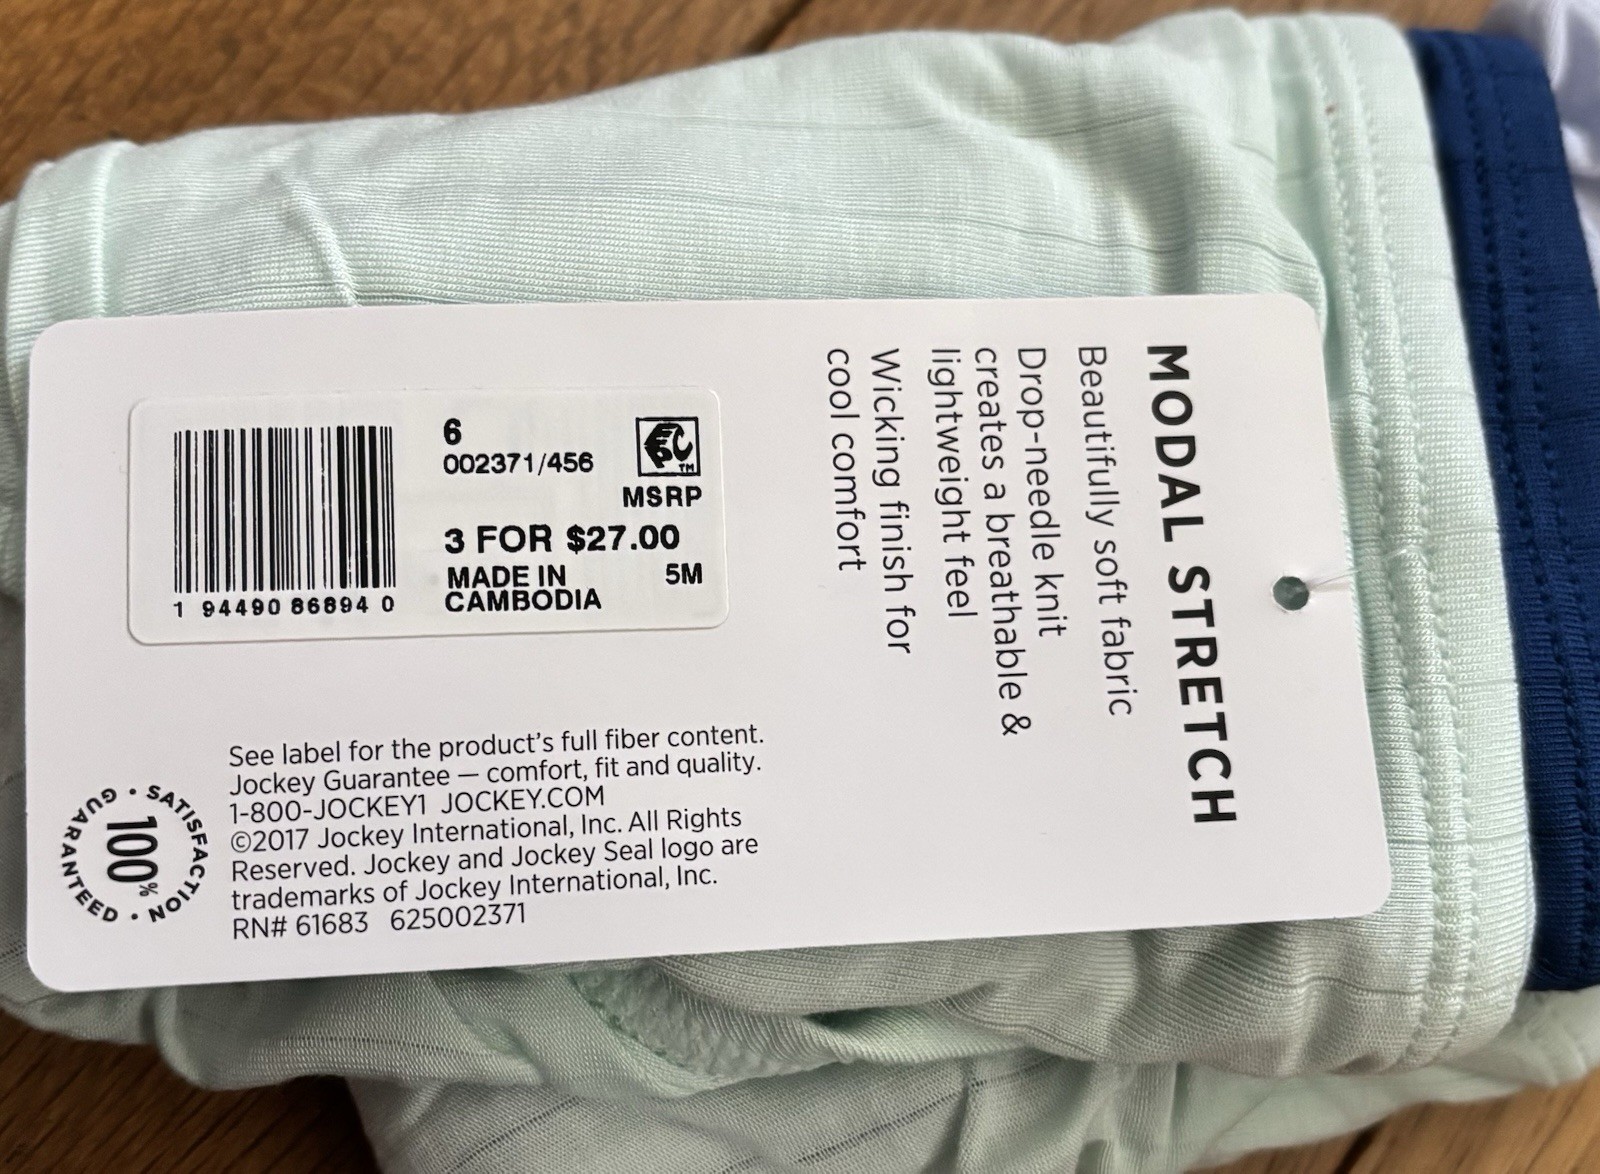 MODAL STRETCH
Beautifully soft fabric
Drop-needle knit
creates a breathable &
lightweight feel
Wicking finish for
cool comfort
6
002371/456
TM
MSRP
3 FOR $27.00
MADE IN
CAMBODIA
5M
1 94490 86894 0
See label for the product's full fiber content.
Jockey Guarantee — comfort, fit and quality.
1-800-JOCKEY1 JOCKEY.COM
©2017 Jockey International, Inc. All Rights
Reserved. Jockey and Jockey Seal logo are
trademarks of Jockey International, Inc.
RN# 61683 625002371
100%
SATISFACTION • GUARANTEED •